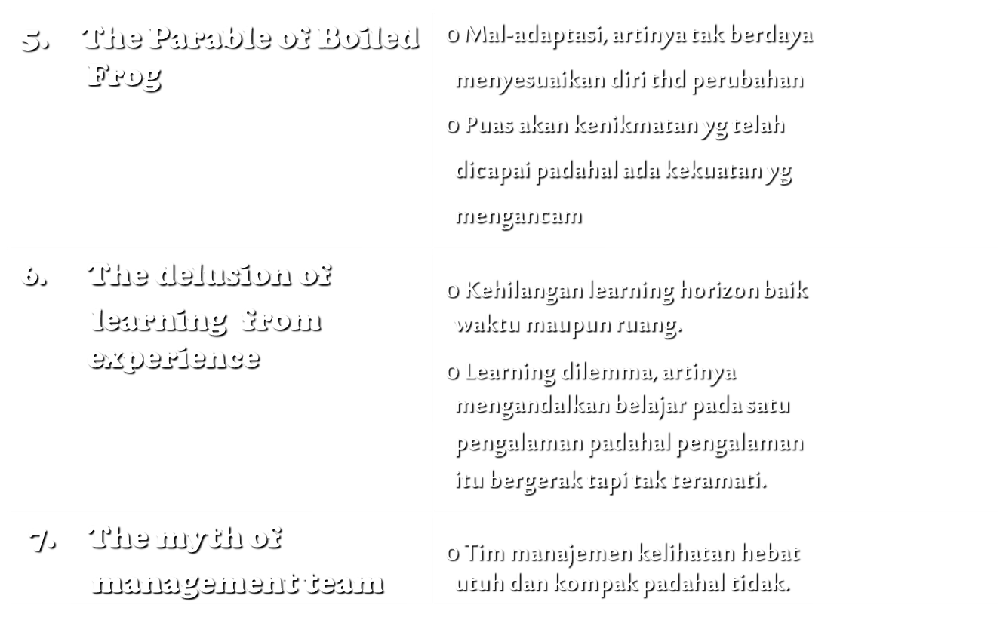 5. The Parable of Boiled
Frog
o Mal-adaptasi, artinya tak berdaya
menyesuaikan diri thd perubahan
o Puas akan kenikmatan yg telah
dicapai padahal ada kekuatan yg
mengancam
6. The delusion of
learning from
experience
o Kehilangan learning horizon baik
waktu maupun ruang.
o Learning dilemma, artinya
mengandalkan belajar pada satu
pengalaman padahal pengalaman
itu bergerak tapi tak teramati.
7. The myth of
management team
o Tim manajemen kelihatan hebat
utuh dan kompak padahal tidak.